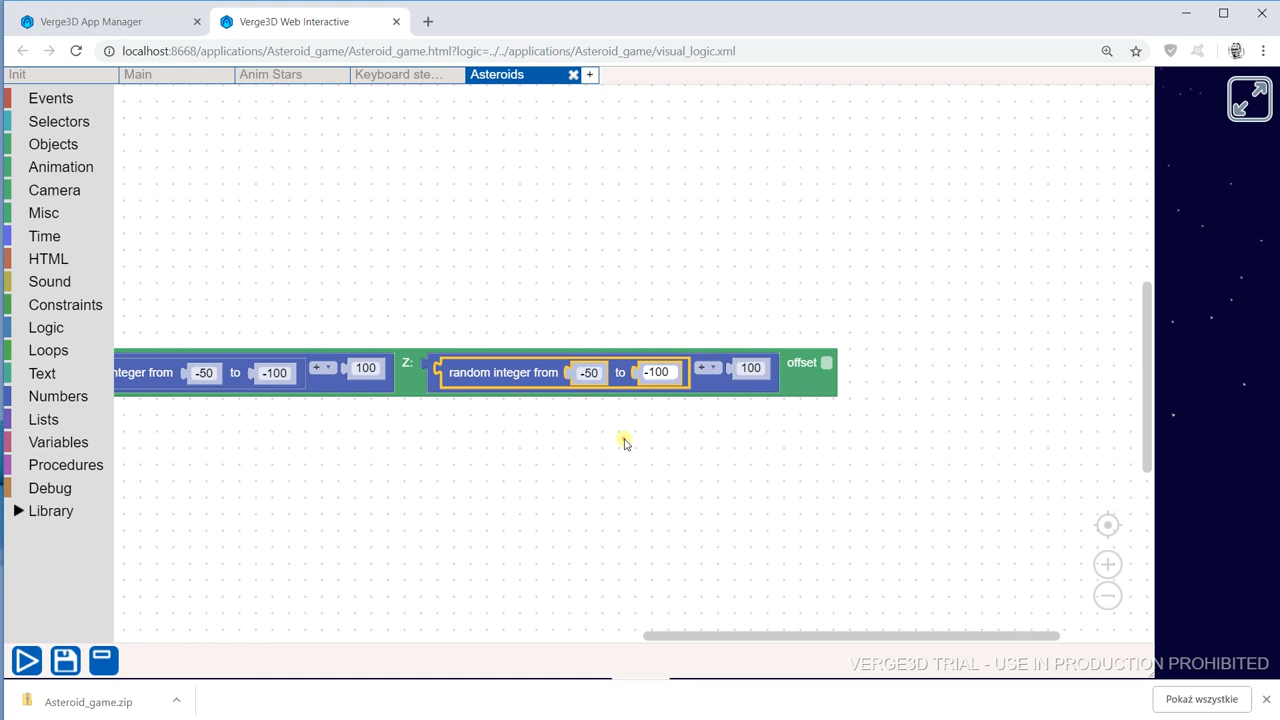 Verge3D App Manager
Verge3D Web Interactive
localhost:8668/applications/Asteroid_game/Asteroid_game.html?logic=../../applications/Asteroid_game/visual_logic.xml
Init
Main
Anim Stars
Keyboard ste...
Asteroids
Events
Selectors
Objects
Animation
Camera
Misc
Time
HTML
Sound
Constraints
Logic
Loops
Text
Numbers
Lists
Variables
Procedures
Debug
Library
nteger from -50 to -100 ÷ 100 Z: random integer from -50 to -100 ÷ 100 offset
VERGE3D TRIAL - USE IN PRODUCTION PROHIBITED
Asteroid_game.zip
Pokaż wszystkie